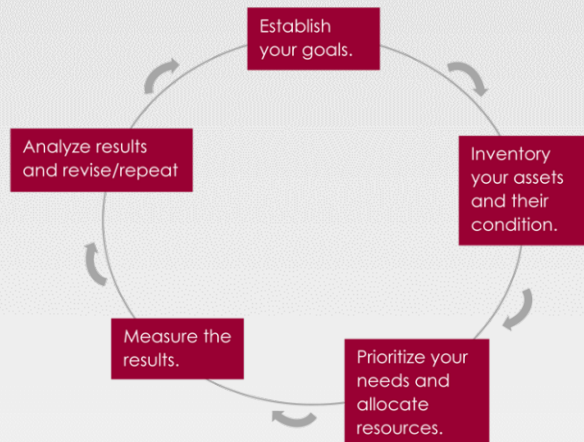 Establish
your goals.
Inventory
your assets
and their
condition.
Prioritize your
needs and
allocate
resources.
Measure the
results.
Analyze results
and revise/repeat